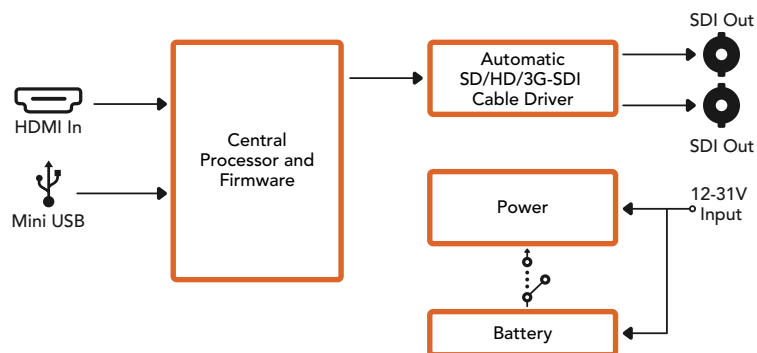 SDI Out
Automatic
SD/HD/3G-SDI
Cable Driver
HDMI In
Central
Processor and
Firmware
SDI Out
Mini USB
Power
12-31V
Input
Battery